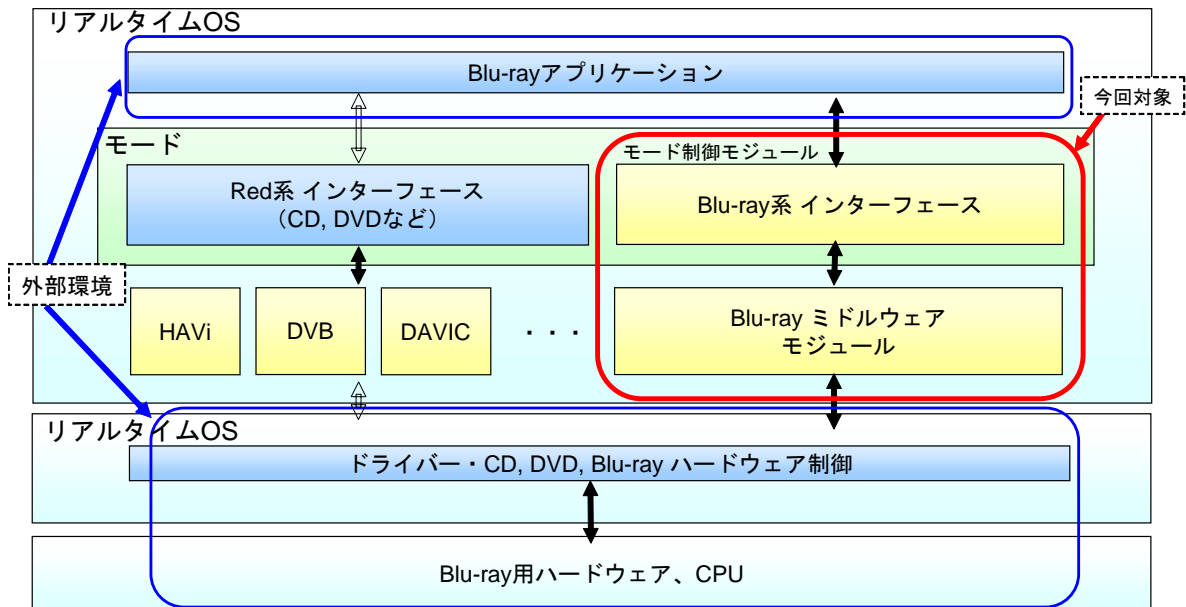 リアルタイムOS
Blu-rayアプリケーション
今回対象
モード
モード制御モジュール
Red系 インターフェース
（CD, DVDなど）
Blu-ray系 インターフェース
外部環境
HAVi
DVB
DAVIC
・・・
Blu-ray ミドルウェア
モジュール
リアルタイムOS
ドライバー・CD, DVD, Blu-ray ハードウェア制御
Blu-ray用ハードウェア、CPU